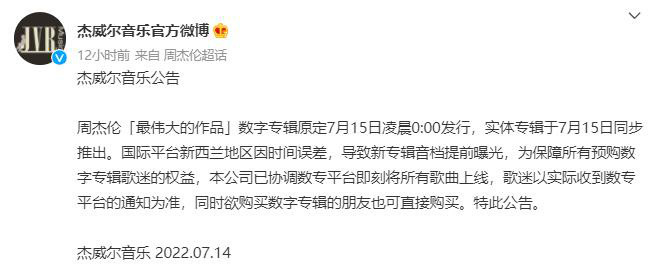 JVR
Music
杰威尔音乐官方微博
12小时前 来自 周杰伦超话
杰威尔音乐公告
周杰伦「最伟大的作品」数字专辑原定7月15日凌晨0:00发行，实体专辑于7月15日同步
推出。国际平台新西兰地区因时间误差，导致新专辑音档提前曝光，为保障所有预购数
字专辑歌迷的权益，本公司已协调数专平台即刻将所有歌曲上线，歌迷以实际收到数专
平台的通知为准，同时欲购买数字专辑的朋友也可直接购买。特此公告。
杰威尔音乐 2022.07.14